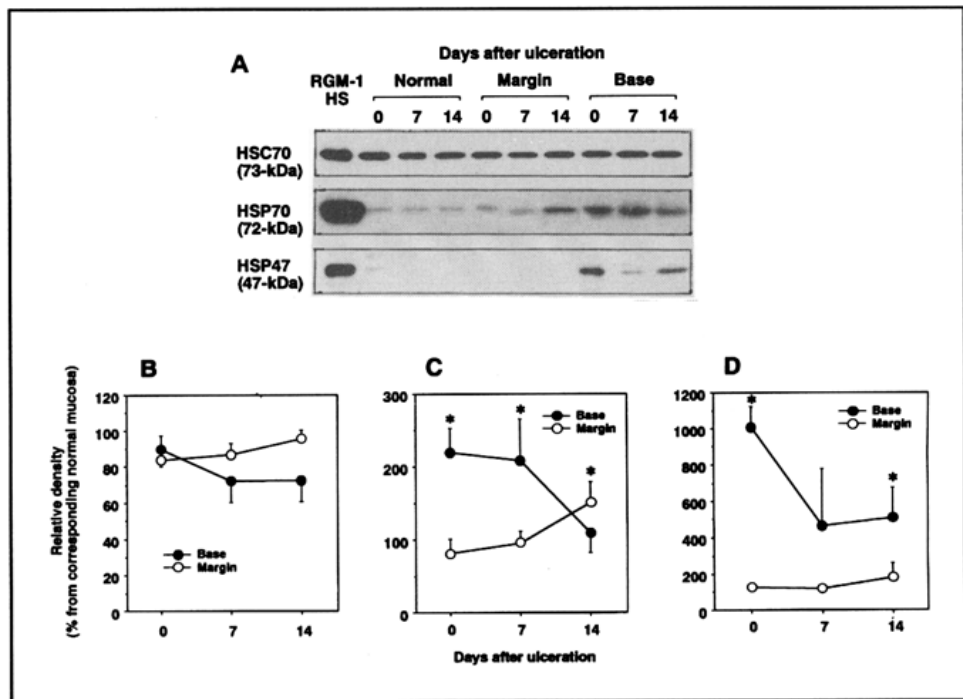 A
Days after ulceration
RGM-1 HS
Normal Margin Base
0 7 14 0 7 14 0 7 14
HSC70
(73-kDa)
HSP70
(72-kDa)
HSP47
(47-kDa)
B
Relative density
(% from corresponding normal mucosa)
120
100
80
60
40
20
0
Base
Margin
0 7 14
C
300
200
100
0
* * *
Base
Margin
0 7 14
D
1000
1200
800
600
400
200
0
* *
Base
Margin
0 7 14
Days after ulceration